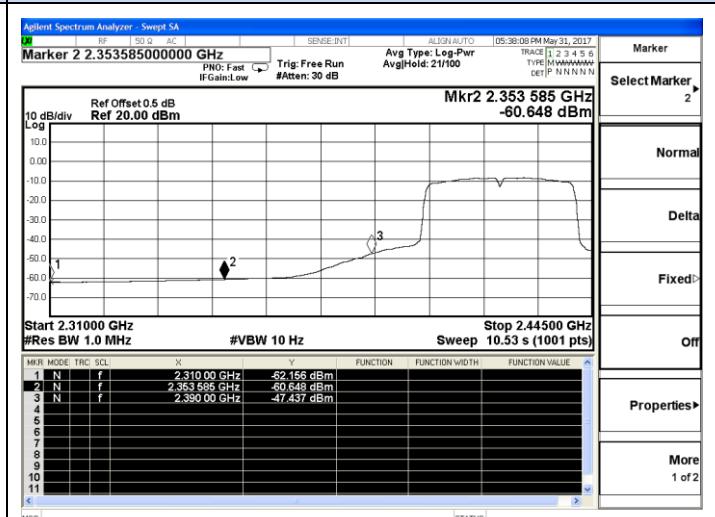 Agilent Spectrum Analyzer - Swept SA
RF 50 Ω AC SENSE:INT ALIGN AUTO 05:38:08 PM May 31, 2017
Marker 2 2.353585000000 GHz
PNO: Fast
IFGain:Low
Trig: Free Run
#Atten: 30 dB
Avg Type: Log-Pwr
Avg|Hold: 21/100
TRACE 1 2 3 4 5 6
TYPE M WWWWW
DET P N N N N N
Ref Offset 0.5 dB
10 dB/div Ref 20.00 dBm
Log
Mkr2 2.353 585 GHz
-60.648 dBm
10.0
0.00
-10.0
-20.0
-30.0
-40.0
-50.0
-60.0
-70.0
1
2
3
Start 2.31000 GHz Stop 2.44500 GHz
#Res BW 1.0 MHz #VBW 10 Hz Sweep 10.53 s (1001 pts)
MKR MODE TRC SCL X Y FUNCTION FUNCTION WIDTH FUNCTION VALUE
1 N f 2.310 00 GHz -62.156 dBm
2 N f 2.353 585 GHz -60.648 dBm
3 N f 2.390 00 GHz -47.437 dBm
4
5
6
7
8
9
10
11
Marker
Select Marker
2
Normal
Delta
Fixed
Off
Properties
More
1 of 2